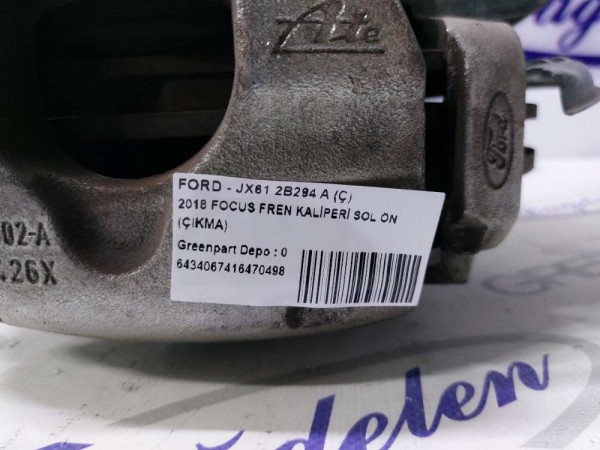 Ate
Ford
FORD - JX61 2B294 A (Ç)
2018 FOCUS FREN KALİPERİ SOL ÖN
(ÇIKMA)
Greenpart Depo : 0
6434067416470498
02-A
.26X
delen